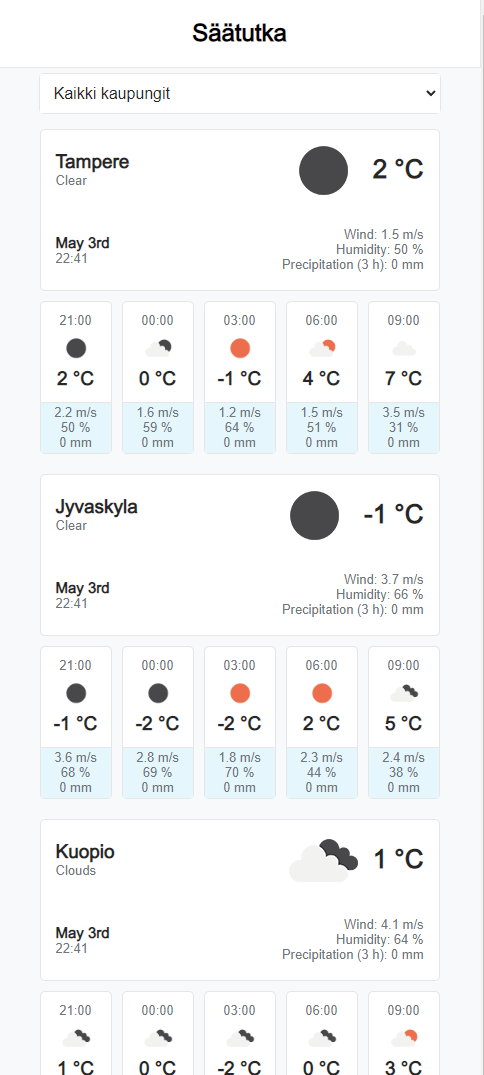 Säätutka
Kaikki kaupungit
Tampere
Clear
2 °C
May 3rd
22:41
Wind: 1.5 m/s
Humidity: 50 %
Precipitation (3 h): 0 mm
21:00 00:00 03:00 06:00 09:00
2 °C 0 °C -1 °C 4 °C 7 °C
2.2 m/s 1.6 m/s 1.2 m/s 1.5 m/s 3.5 m/s
50 % 59 % 64 % 51 % 31 %
0 mm 0 mm 0 mm 0 mm 0 mm
Jyvaskyla
Clear
-1 °C
May 3rd
22:41
Wind: 3.7 m/s
Humidity: 66 %
Precipitation (3 h): 0 mm
21:00 00:00 03:00 06:00 09:00
-1 °C -2 °C -2 °C 2 °C 5 °C
3.6 m/s 2.8 m/s 1.8 m/s 2.3 m/s 2.4 m/s
68 % 69 % 70 % 44 % 38 %
0 mm 0 mm 0 mm 0 mm 0 mm
Kuopio
Clouds
1 °C
May 3rd
22:41
Wind: 4.1 m/s
Humidity: 64 %
Precipitation (3 h): 0 mm
21:00 00:00 03:00 06:00 09:00
1 °C 0 °C -2 °C 0 °C 3 °C